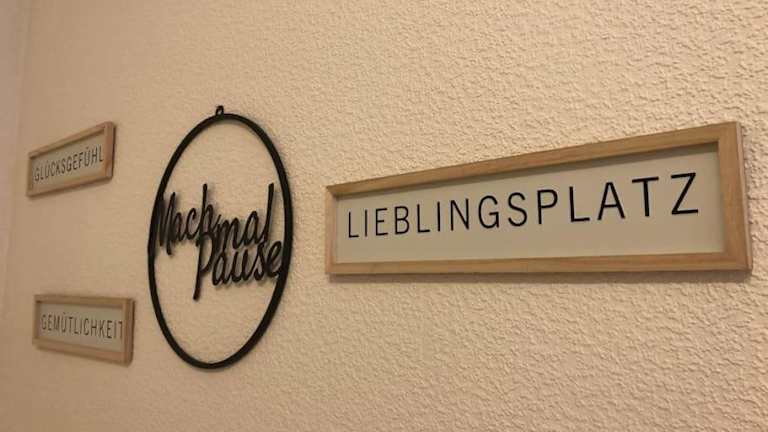 GLÜCKSGEFÜHL
GEMÜTLICHKEIT
Mach mal
Pause
LIEBLINGSPLATZ